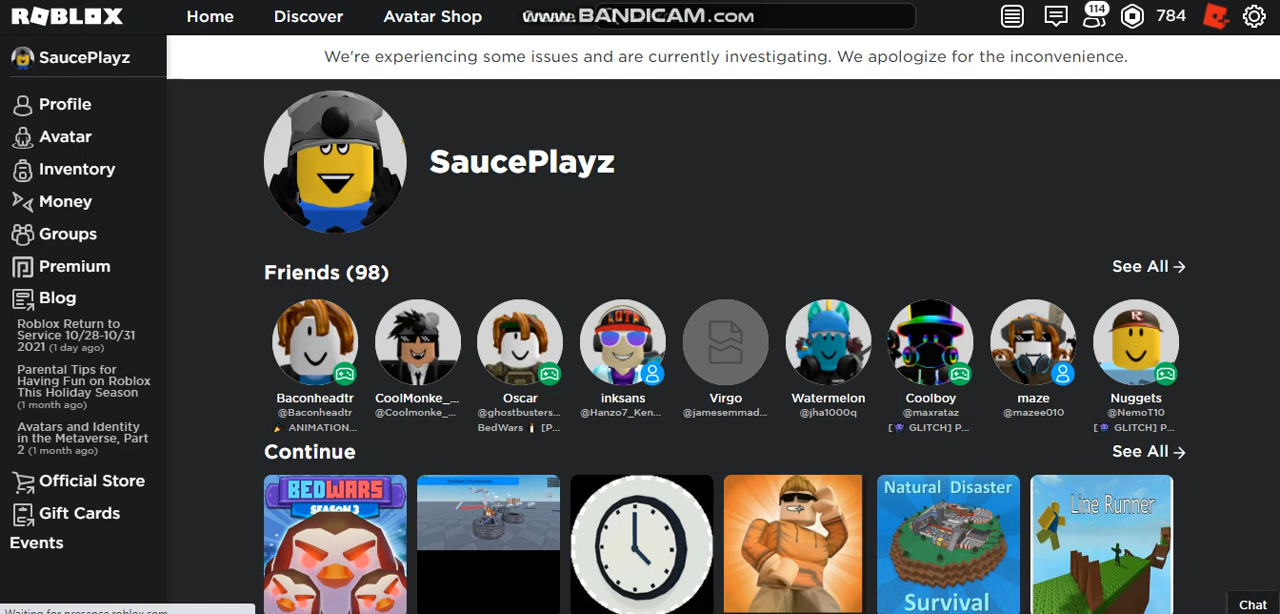 ROBLOX
Home
Discover
Avatar Shop
www.BANDICAM.com
114
784
SaucePlayz
We're experiencing some issues and are currently investigating. We apologize for the inconvenience.
Profile
Avatar
Inventory
Money
Groups
Premium
Blog
Roblox Return to
Service 10/28-10/31
2021 (1 day ago)
Parental Tips for
Having Fun on Roblox
This Holiday Season
(1 month ago)
Avatars and Identity
in the Metaverse, Part
2 (1 month ago)
Official Store
Gift Cards
Events
SaucePlayz
Friends (98)
See All →
Baconheadtr
@Baconheadtr
ANIMATION...
CoolMonke_...
@Coolmonke_...
Oscar
@ghostbusters...
BedWars [P...
inksans
@Hanzo7_Ken...
Virgo
@jamesemmad...
Watermelon
@jha1000q
Coolboy
@maxrataz
[👾 GLITCH] P...
maze
@mazee010
Nuggets
@NemoT10
[👾 GLITCH] P...
Continue
See All →
BEDWARS
SEASON 3
Natural Disaster
Survival
Line Runner
Waiting for presence.roblox.com
Chat